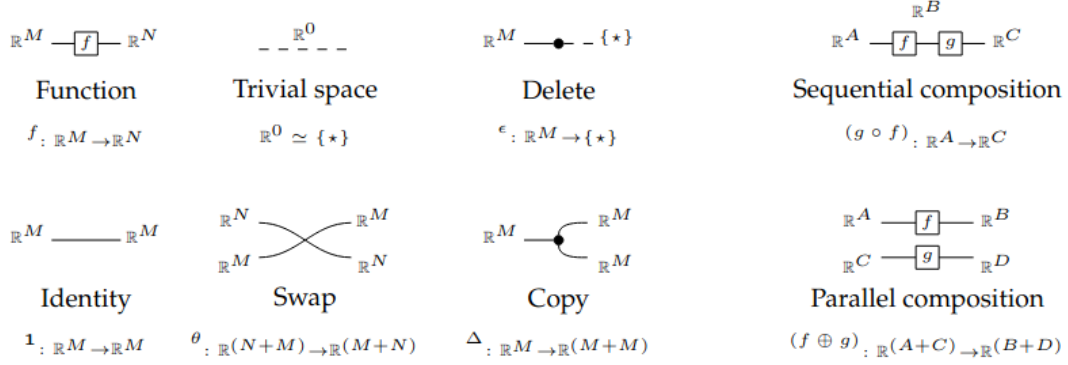 ℝ^B
ℝ^M f ℝ^N ℝ^0 ℝ^M {⋆} ℝ^A f g ℝ^C
Function Trivial space Delete Sequential composition
f : ℝ^M→ℝ^N ℝ^0 ≃ {⋆} ϵ : ℝ^M→{⋆} (g ∘ f) : ℝ^A→ℝ^C
ℝ^N ℝ^M ℝ^M ℝ^A f ℝ^B
ℝ^M ℝ^M ℝ^M
ℝ^M ℝ^N ℝ^M ℝ^C g ℝ^D
Identity Swap Copy Parallel composition
1 : ℝ^M→ℝ^M θ : ℝ^(N+M)→ℝ^(M+N) Δ : ℝ^M→ℝ^(M+M) (f ⊕ g) : ℝ^(A+C)→ℝ^(B+D)